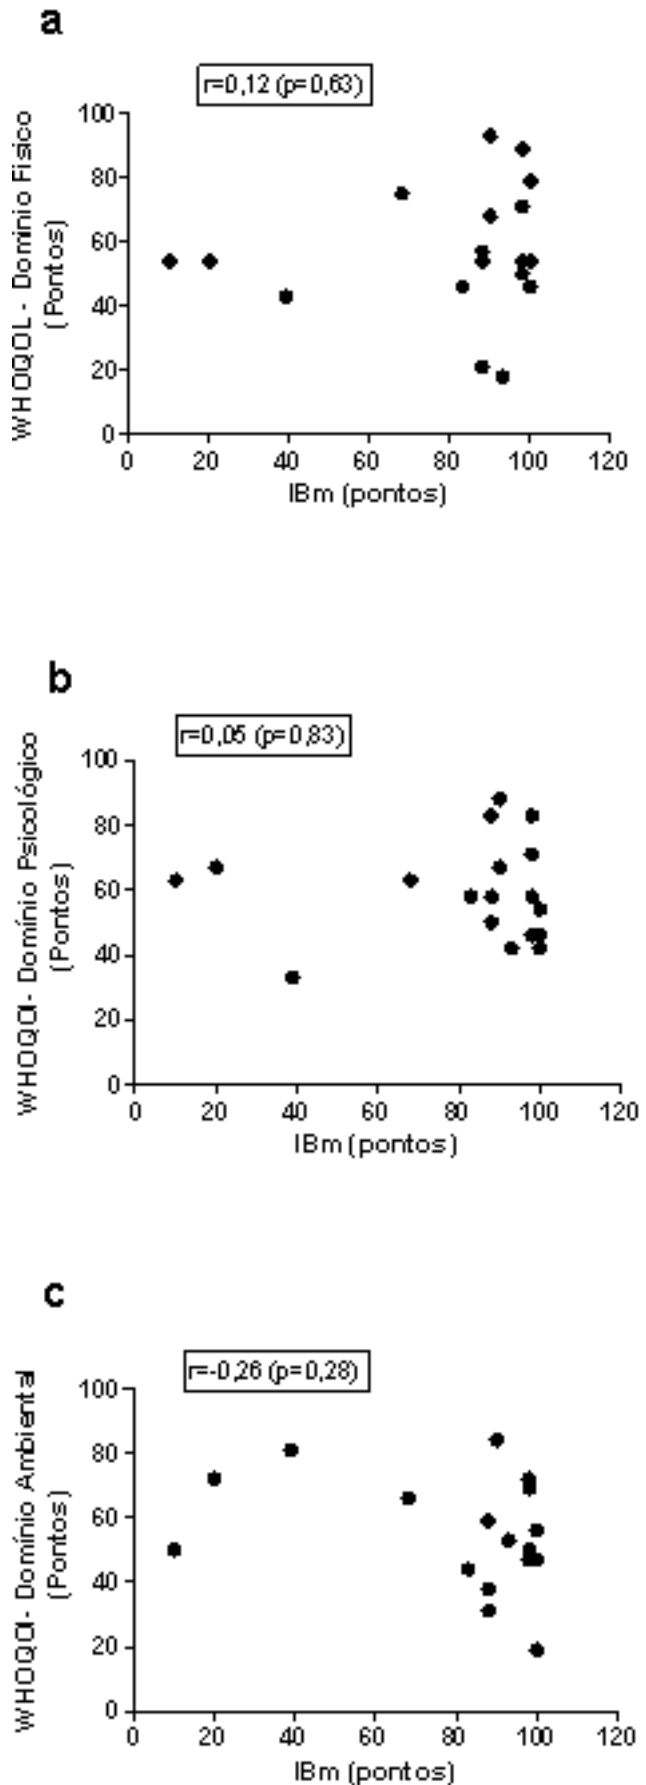 a
r=0,12 (p=0,63)
WHOQOL - Domínio Físico
(Pontos)
100
80
60
40
20
0
0 20 40 60 80 100 120
IBm (pontos)
b
r=0,05 (p=0,83)
WHOQOl- Domínio Psicológico
(Pontos)
100
80
60
40
20
0
0 20 40 60 80 100 120
IBm (pontos)
c
r=-0,26 (p=0,28)
WHOQOl- Domínio Ambiental
(Pontos)
100
80
60
40
20
0
0 20 40 60 80 100 120
IBm (pontos)